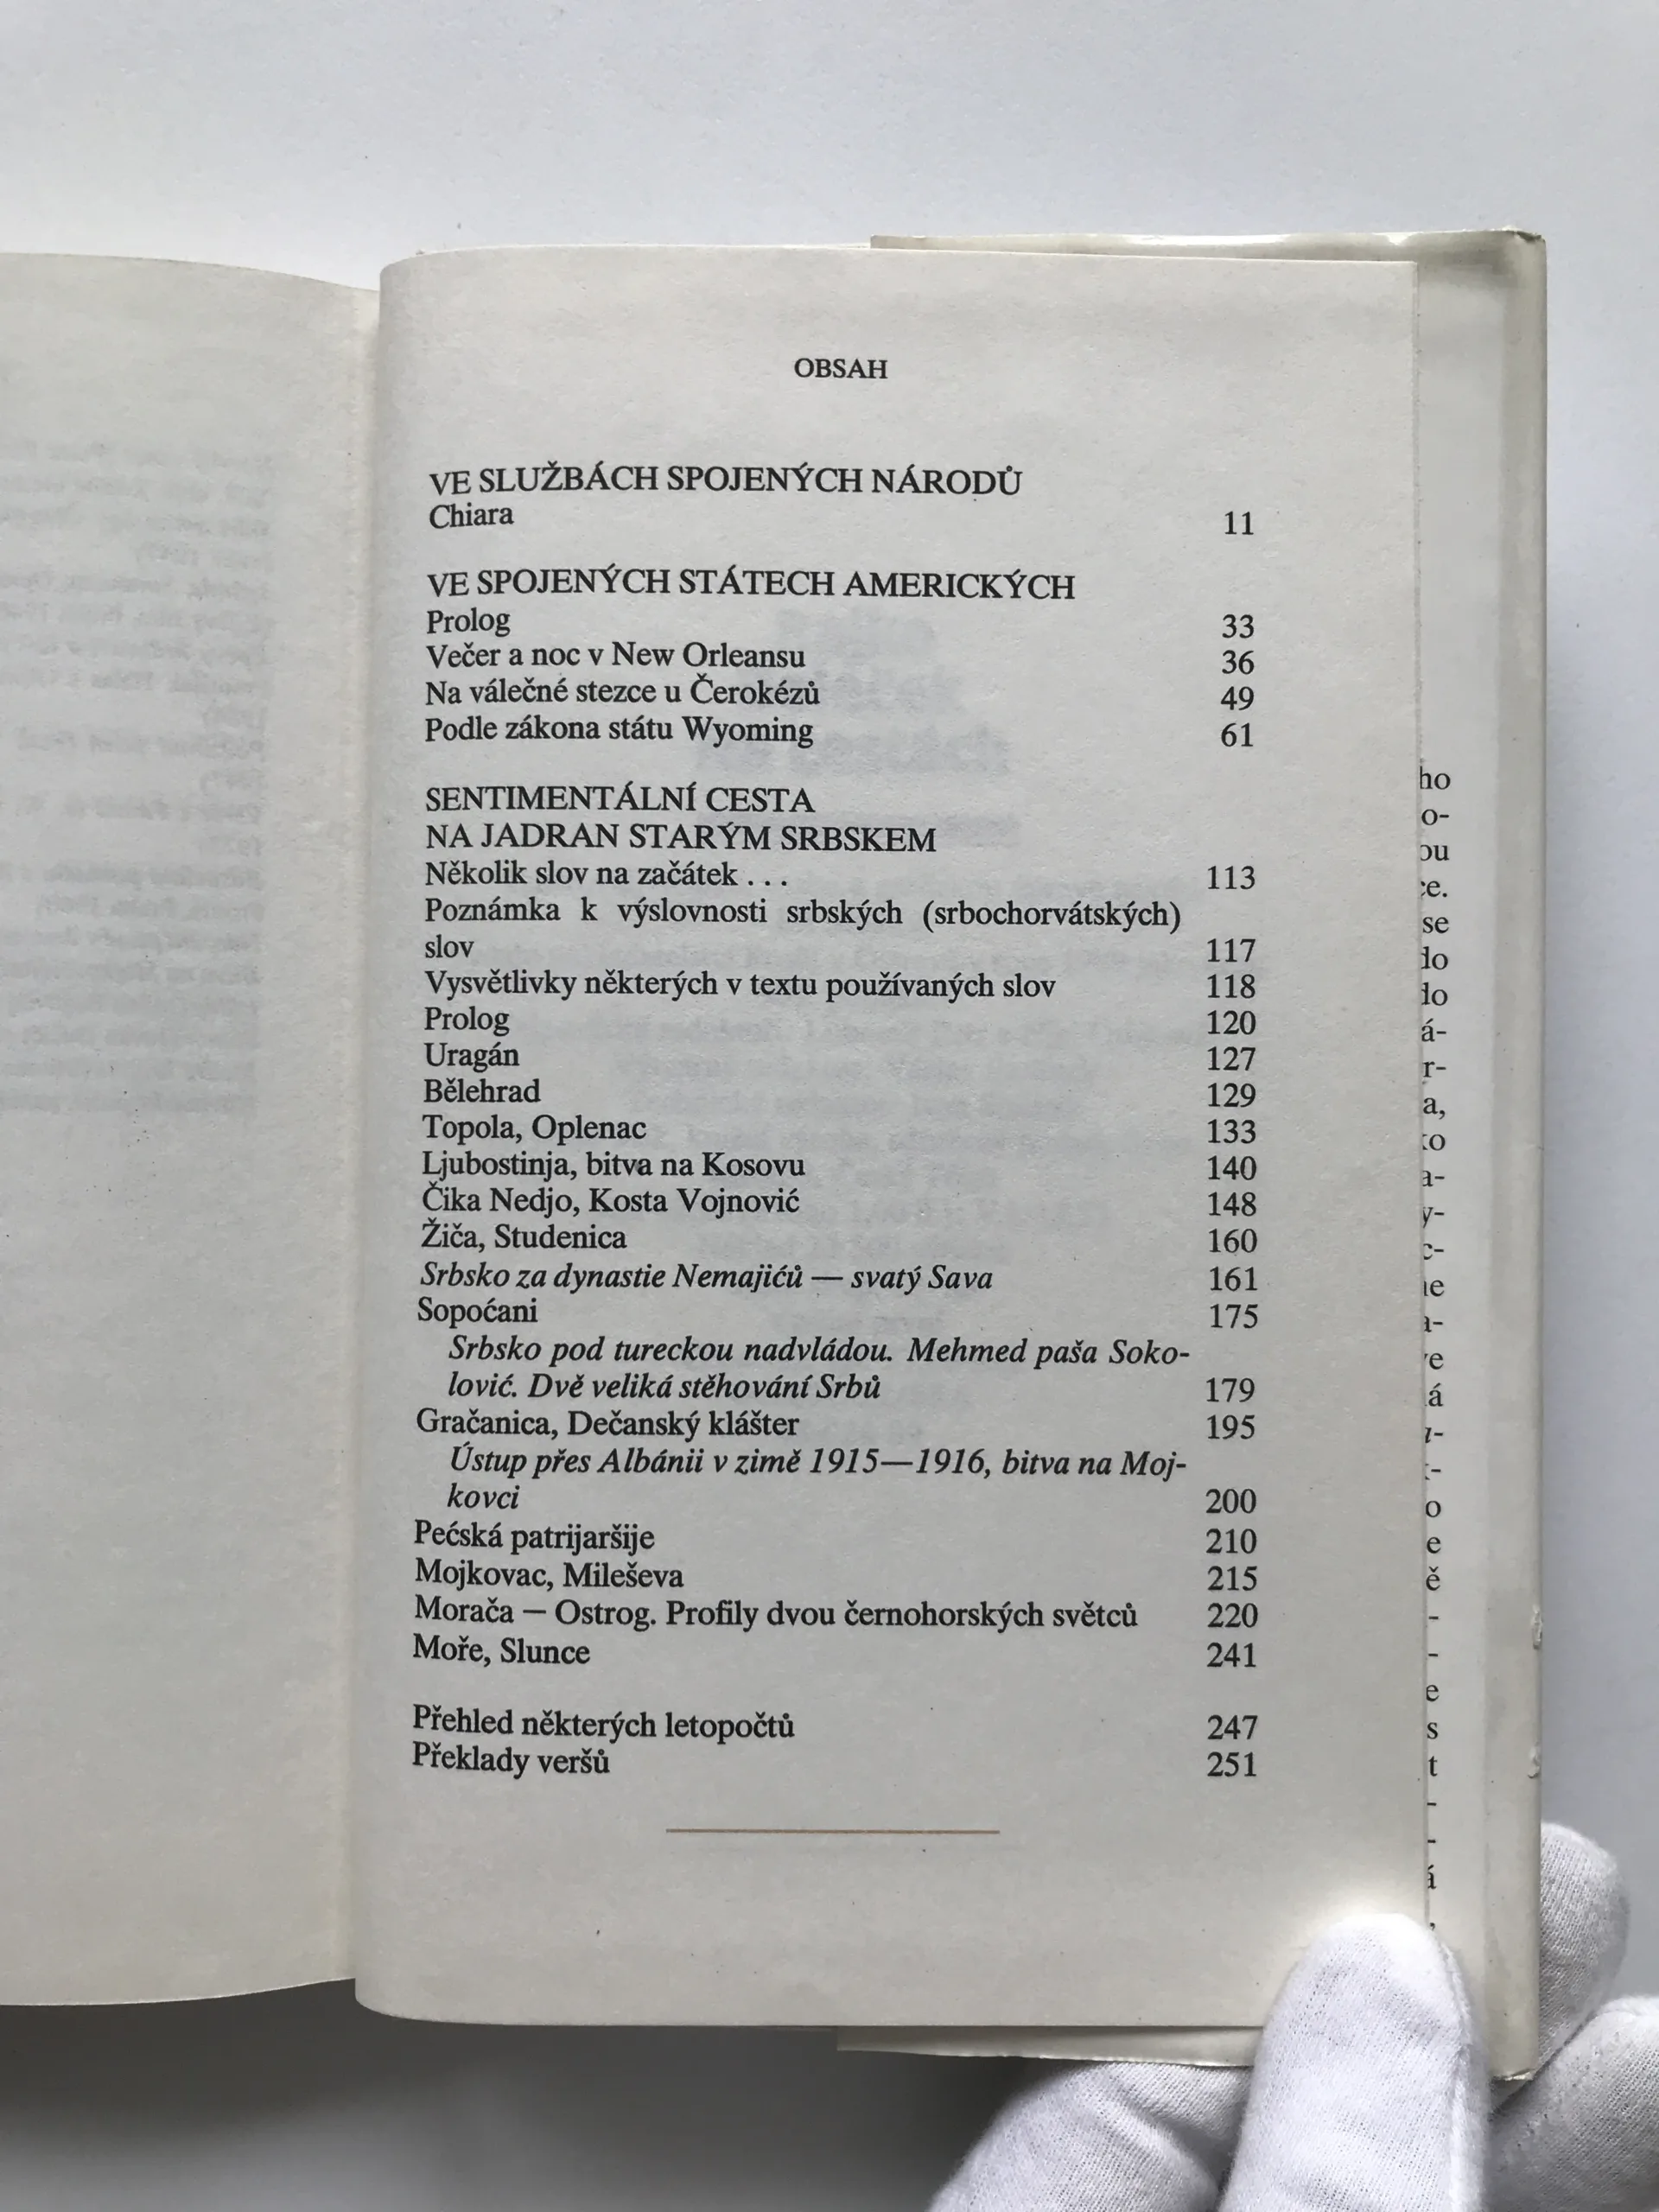 OBSAH
VE SLUŽBÁCH SPOJENÝCH NÁRODŮ
Chiara 11
VE SPOJENÝCH STÁTECH AMERICKÝCH
Prolog 33
Večer a noc v New Orleansu 36
Na válečné stezce u Čerokézů 49
Podle zákona státu Wyoming 61
SENTIMENTÁLNÍ CESTA
NA JADRAN STARÝM SRBSKEM
Několik slov na začátek . . . 113
Poznámka k výslovnosti srbských (srbochorvátských)
slov 117
Vysvětlivky některých v textu používaných slov 118
Prolog 120
Uragán 127
Bělehrad 129
Topola, Oplenac 133
Ljubostinja, bitva na Kosovu 140
Čika Nedjo, Kosta Vojnović 148
Žiča, Studenica 160
Srbsko za dynastie Nemajićů — svatý Sava 161
Sopoćani 175
Srbsko pod tureckou nadvládou. Mehmed paša Soko-
lović. Dvě veliká stěhování Srbů 179
Gračanica, Dečanský klášter 195
Ústup přes Albánii v zimě 1915—1916, bitva na Moj-
kovci 200
Pećská patrijaršije 210
Mojkovac, Mileševa 215
Morača — Ostrog. Profily dvou černohorských světců 220
Moře, Slunce 241
Přehled některých letopočtů 247
Překlady veršů 251